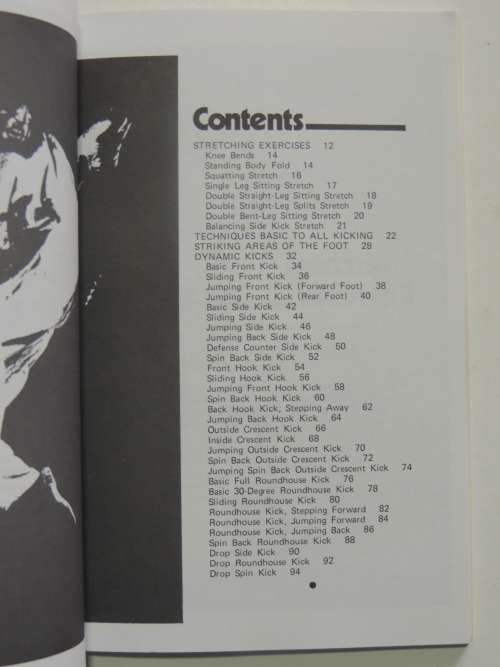 Contents
STRETCHING EXERCISES 12
Knee Bends 14
Standing Body Fold 14
Squatting Stretch 16
Single Leg Sitting Stretch 17
Double Straight-Leg Sitting Stretch 18
Double Straight-Leg Splits Stretch 19
Double Bent-Leg Sitting Stretch 20
Balancing Side Kick Stretch 21
TECHNIQUES BASIC TO ALL KICKING 22
STRIKING AREAS OF THE FOOT 28
DYNAMIC KICKS 32
Basic Front Kick 34
Sliding Front Kick 36
Jumping Front Kick (Forward Foot) 38
Jumping Front Kick (Rear Foot) 40
Basic Side Kick 42
Sliding Side Kick 44
Jumping Side Kick 46
Jumping Back Side Kick 48
Defense Counter Side Kick 50
Spin Back Side Kick 52
Front Hook Kick 54
Sliding Hook Kick 56
Jumping Front Hook Kick 58
Spin Back Hook Kick 60
Back Hook Kick, Stepping Away 62
Jumping Back Hook Kick 64
Outside Crescent Kick 66
Inside Crescent Kick 68
Jumping Outside Crescent Kick 70
Spin Back Outside Crescent Kick 72
Jumping Spin Back Outside Crescent Kick 74
Basic Full Roundhouse Kick 76
Basic 30-Degree Roundhouse Kick 78
Sliding Roundhouse Kick 80
Roundhouse Kick, Stepping Forward 82
Roundhouse Kick, Jumping Forward 84
Roundhouse Kick, Jumping Back 86
Spin Back Roundhouse Kick 88
Drop Side Kick 90
Drop Roundhouse Kick 92
Drop Spin Kick 94